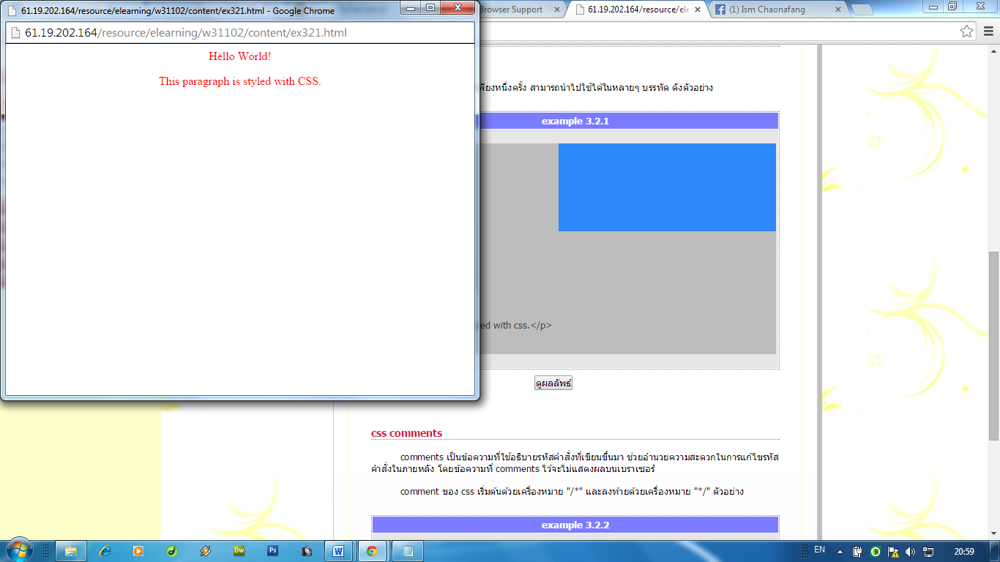 61.19.202.164/resource/elearning/w31102/content/ex321.html - Google Chrome
61.19.202.164/resource/elearning/w31102/content/ex321.html
Hello World!
This paragraph is styled with CSS.
Browser Support
61.19.202.164/resource/ele
(1) Ism Chaonafang
พียงหนึ่งครั้ง สามารถนำไปใช้ได้ในหลายๆ บรรทัด ดังตัวอย่าง
example 3.2.1
ed with css.</p>
ดูผลลัพธ์
css comments
comments เป็นข้อความที่ใช้อธิบายรหัสคำสั่งที่เขียนขึ้นมา ช่วยอำนวยความสะดวกในการแก้ไขรหัส
คำสั่งในภายหลัง โดยข้อความที่ comments ไว้จะไม่แสดงผลบนเบราเซอร์
comment ของ css เริ่มต้นด้วยเครื่องหมาย "/*" และลงท้ายด้วยเครื่องหมาย "*/" ตัวอย่าง
example 3.2.2
Dw
Ps
W
EN
20:59